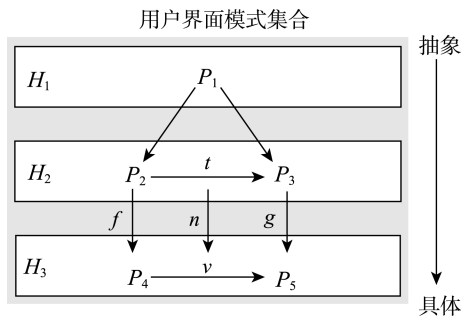 用户界面模式集合
抽象
H₁ P₁
H₂ P₂ t P₃
f n g
H₃ P₄ v P₅
具体